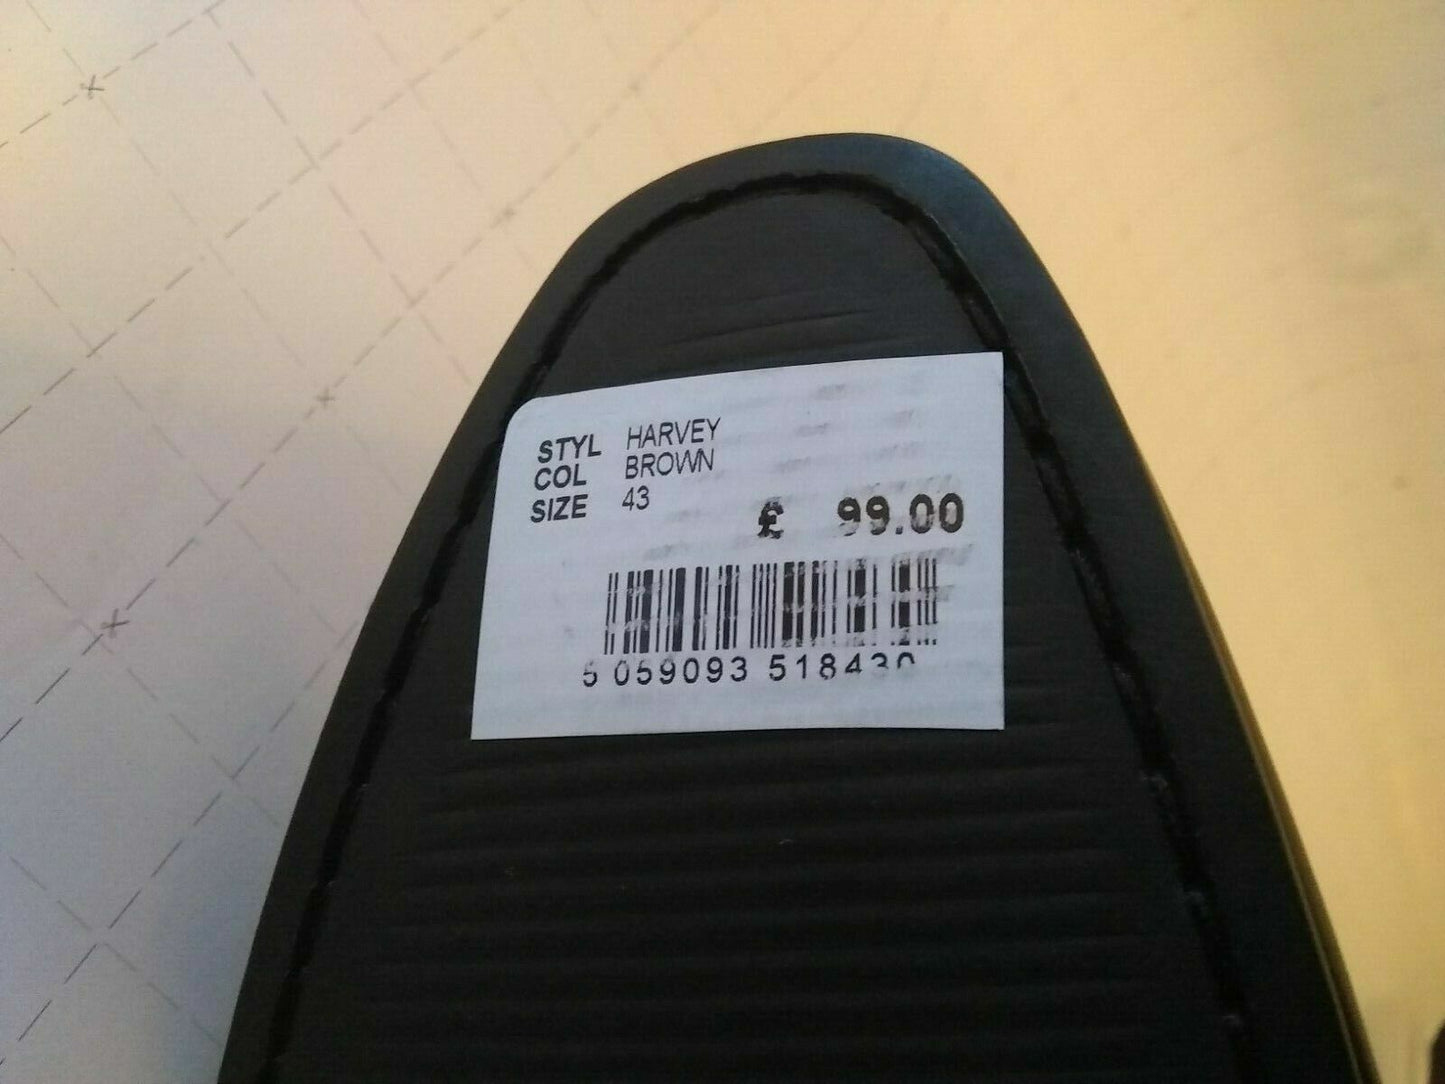 STYL HARVEY
COL BROWN
SIZE 43
£ 99.00
5 059093 518430